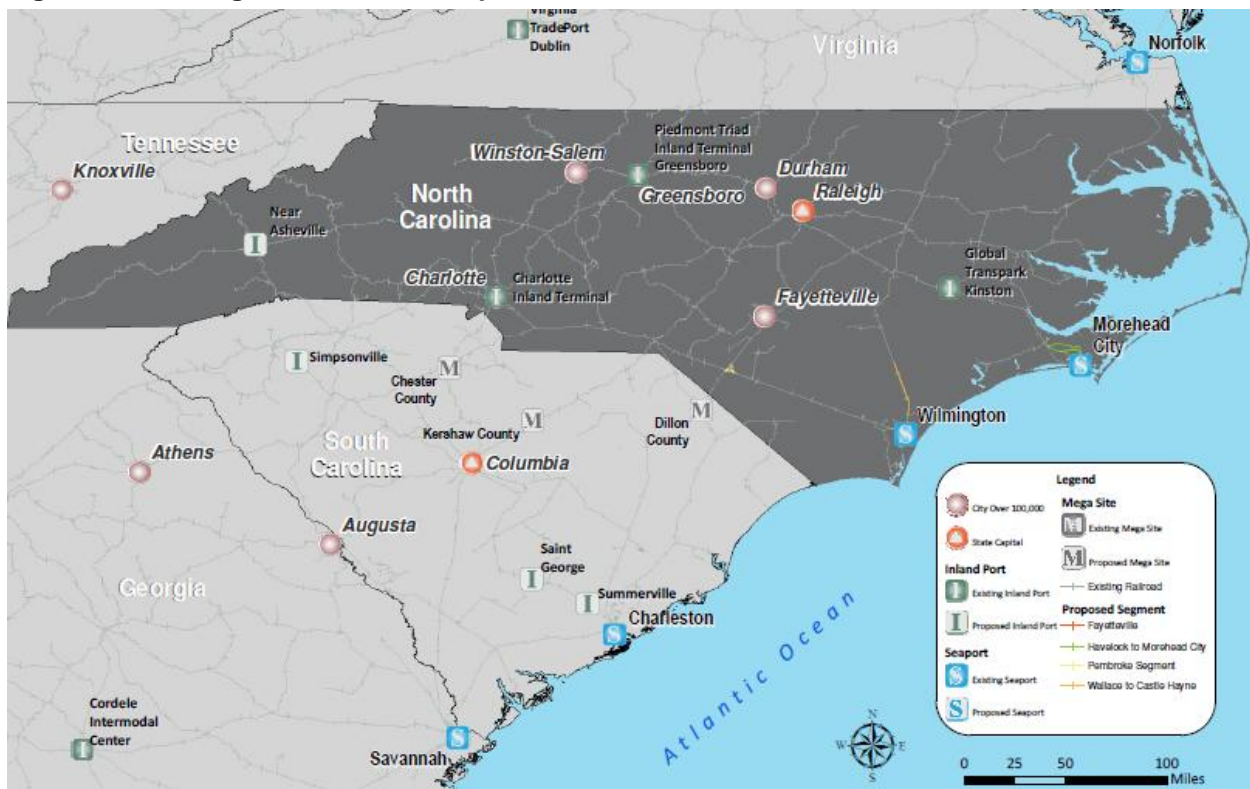 Virginia
TradePort
Dublin
Virginia
Norfolk
Tennessee
Knoxville
Winston-Salem
Piedmont Triad
Inland Terminal
Greensboro
Greensboro
Durham
Raleigh
North
Carolina
Near
Asheville
Charlotte
Charlotte
Inland Terminal
Fayetteville
Global
Transpark
Kinston
Morehead
City
Simpsonville
Chester
County
Kershaw County
Dillon
County
Wilmington
South
Carolina
Columbia
Athens
Augusta
Georgia
Saint
George
Summerville
Charleston
Cordele
Intermodal
Center
Savannah
Atlantic Ocean
Legend
City Over 100,000
State Capital
Inland Port
Existing Inland Port
Proposed Inland Port
Seaport
Existing Seaport
Proposed Seaport
Mega Site
Existing Mega Site
Proposed Mega Site
Existing Railroad
Proposed Segment
Fayetteville
Havelock to Morehead City
Pembroke Segment
Wallace to Castle Hayne
N
W E
S
0 25 50 100
Miles